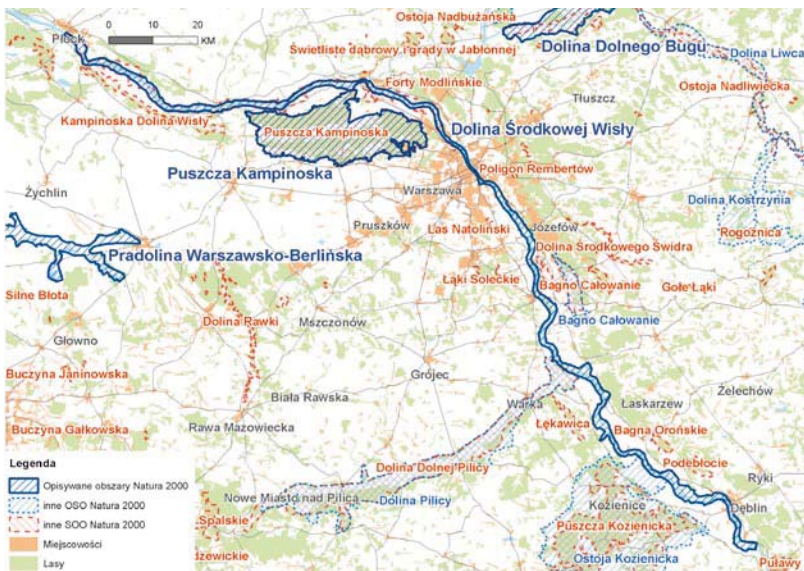 Ostoja Nadbużańska
0 10 20
KM
Płock
Świetliste dąbrowy i grądy w Jabłonnej
Dolina Dolnego Bugu
Dolina Liwca
Forty Modlińskie
Ostoja Nadliwiecka
Tłuszcz
Kampinoska Dolina Wisły
Puszcza Kampinoska
Dolina Środkowej Wisły
Poligon Rembertów
Puszcza Kampinoska
Żychlin
Warszawa
Dolina Kostrzynia
Pruszków
Las Natoliński
Józefów
Rogoźnica
Pradolina Warszawsko-Berlińska
Dolina Środkowego Świdra
Łąki Soleckie
Bagno Całowanie
Gołe Łąki
Silne Błota
Dolina Rawki
Mszczonów
Bagno Całowanie
Głowno
Grójec
Buczyna Janinowska
Żelechów
Biała Rawska
Warka
Laskarzew
Rawa Mazowiecka
Łękawica
Buczyna Gałkowska
Bagna Orońskie
Dolina Dolnej Pilicy
Podebłocie
Legenda
Ryki
Opisywane obszary Natura 2000
Nowe Miasto nad Pilicą
Dolina Pilicy
Kozienice
Dęblin
inne OSO Natura 2000
inne SOO Natura 2000
Spalskie
Puszcza Kozienicka
Miejscowości
dzewickie
Ostoja Kozienicka
Puławy
Lasy